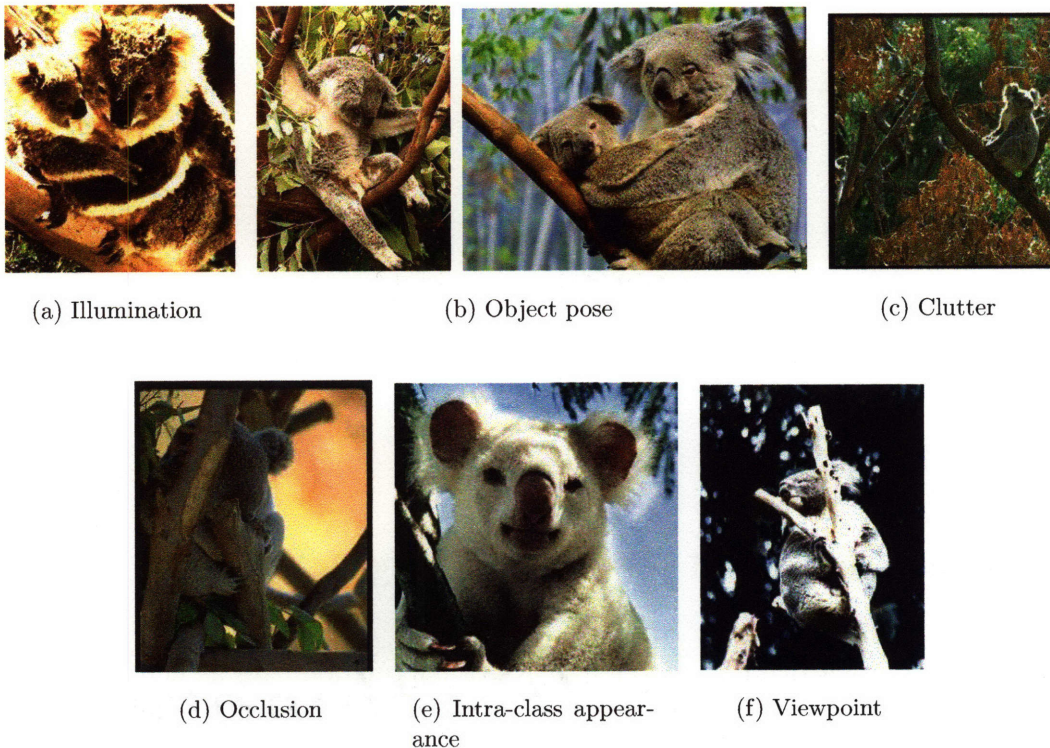 (a) Illumination
(b) Object pose
(c) Clutter
(d) Occlusion
(e) Intra-class appear-
ance
(f) Viewpoint